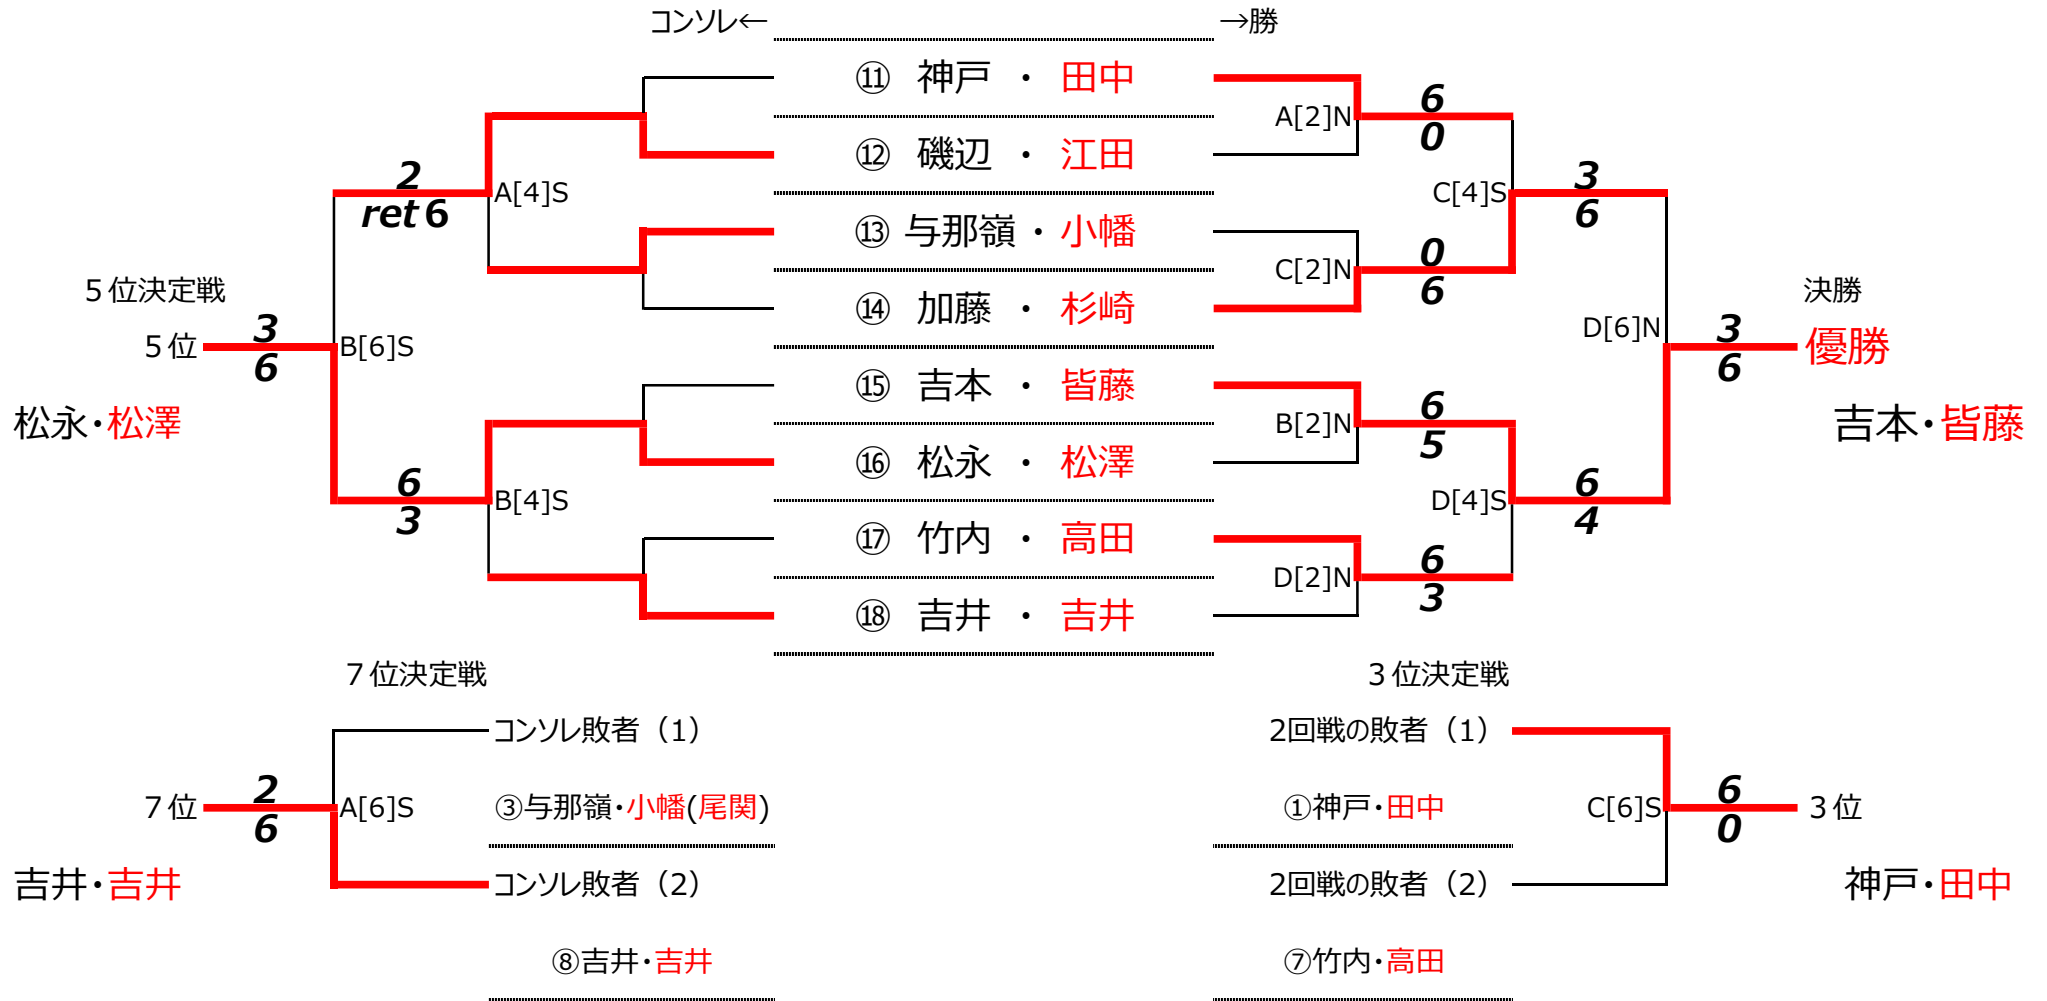 コンソレ← →勝
⑪ 神戸 ・ 田中
A[2]N 6 0
⑫ 磯辺 ・ 江田
2 ret 6 A[4]S
C[4]S 3 6
⑬ 与那嶺 ・ 小幡
C[2]N 0 6
⑭ 加藤 ・ 杉崎
5位決定戦
決勝
5位 3 6 B[6]S
D[6]N 3 6 優勝
松永・松澤
吉本・皆藤
⑮ 吉本 ・ 皆藤
B[2]N 6 5
⑯ 松永 ・ 松澤
6 3 B[4]S
D[4]S 6 4
⑰ 竹内 ・ 高田
D[2]N 6 3
⑱ 吉井 ・ 吉井
7位決定戦
コンソレ敗者（1）
7位 2 6 A[6]S ③与那嶺・小幡(尾関)
吉井・吉井 コンソレ敗者（2）
⑧吉井・吉井
3位決定戦
2回戦の敗者（1）
①神戸・田中 C[6]S 6 0 3位
2回戦の敗者（2） 神戸・田中
⑦竹内・高田